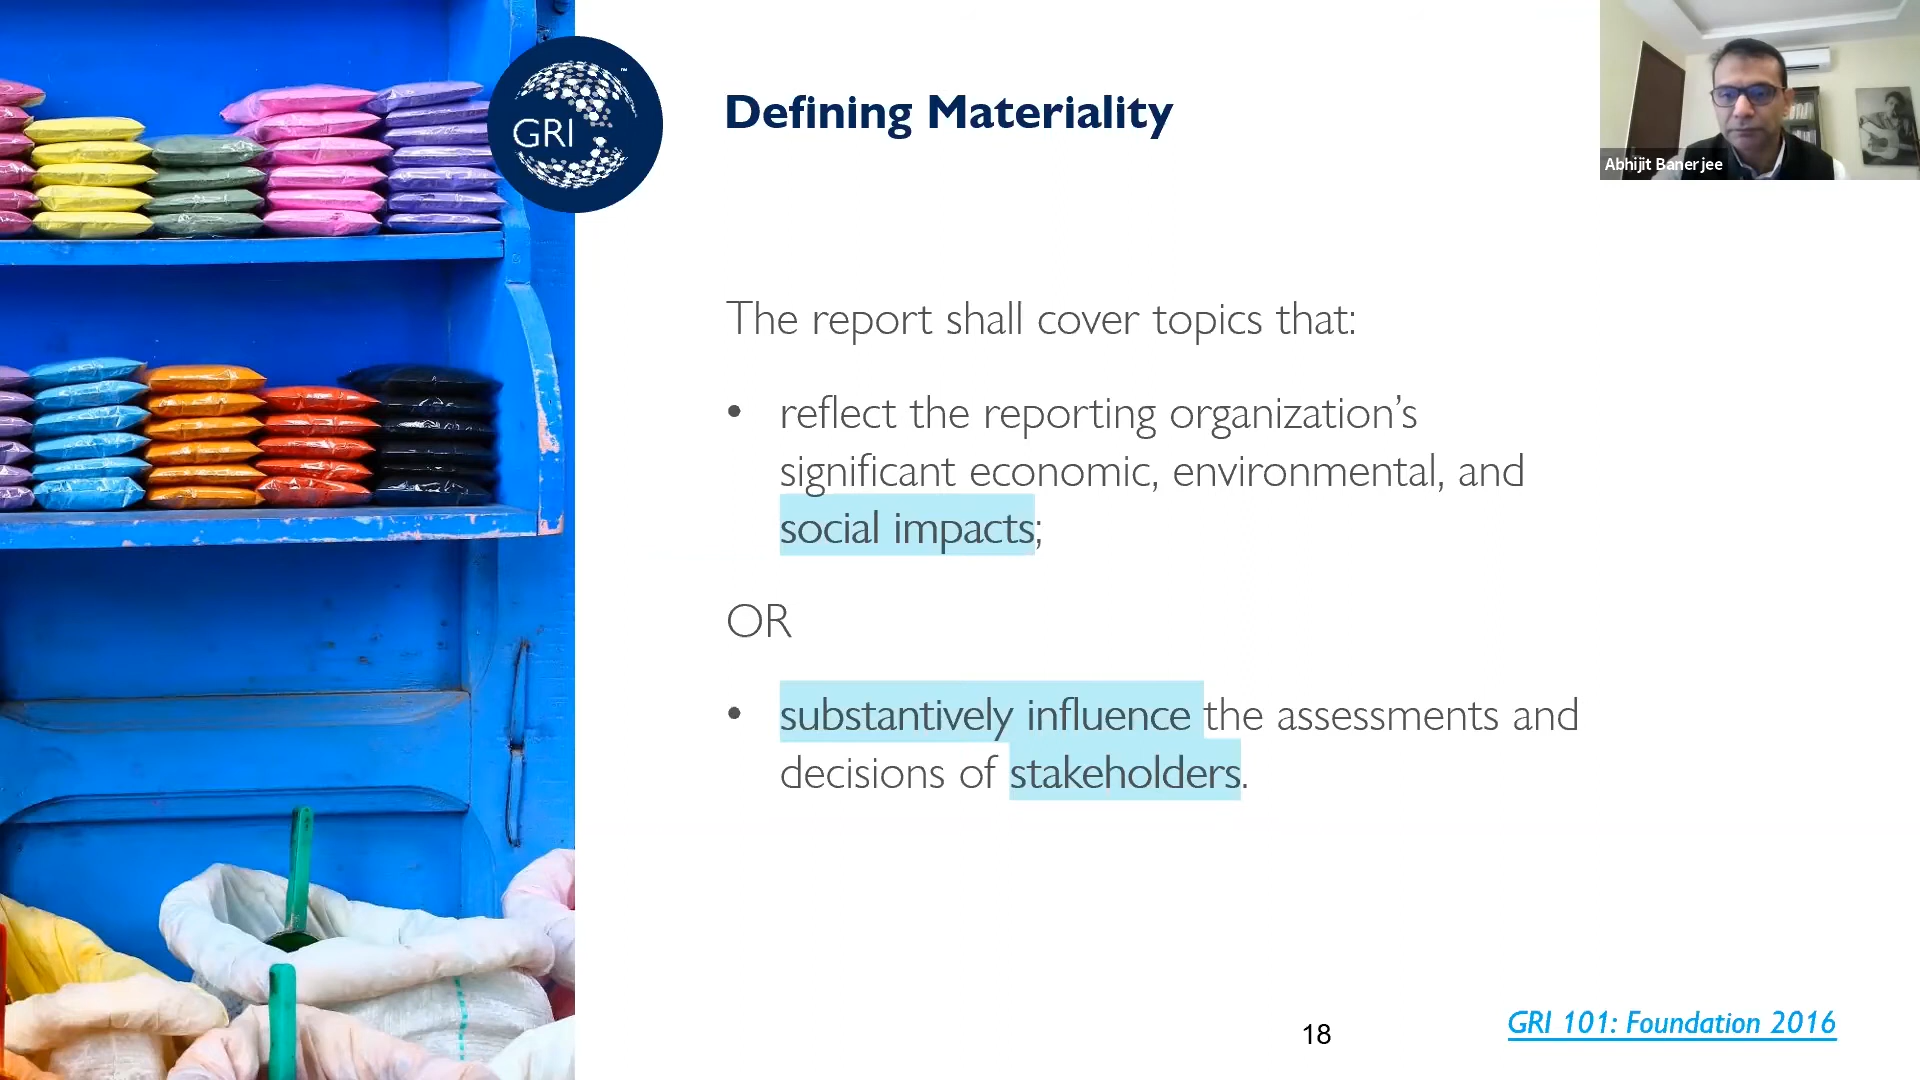 GRI
™
Defining Materiality
Abhijit Banerjee
The report shall cover topics that:
• reflect the reporting organization’s
significant economic, environmental, and
social impacts;
OR
• substantively influence the assessments and
decisions of stakeholders.
18
GRI 101: Foundation 2016